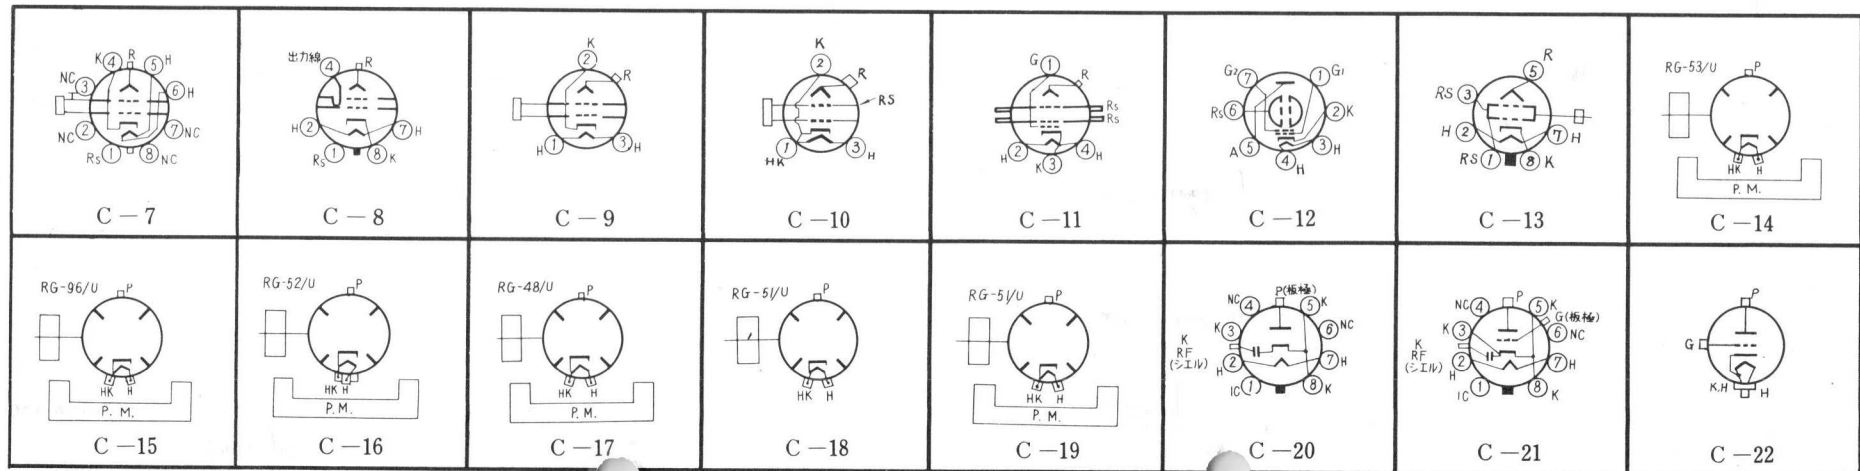 K ④ R ⑤ H
NC ③ ⑥ H
NC ② ⑦ NC
RS ① ⑧ NC
C－7
出力線 ④ R
H ② ⑦ H
RS ① ⑧ K
C－8
K
②
R
H ① ③ H
C－9
K
②
R
RS
HK ① ③ H
C－10
G ① R
RS
RS
H ② K ③ ④ H
C－11
G2 ⑦ ① G1
RS ⑥ ② K
A ⑤ ④ H ③ H
C－12
R
⑤
RS ③
H ② ⑦ H
RS ① ⑧ K
C－13
RG-53/U P
HK H
P. M.
C－14
RG-96/U P
HK H
P. M.
C－15
RG-52/U P
HK H
P. M.
C－16
RG-48/U P
HK H
P. M.
C－17
RG-51/U P
HK H
C－18
RG-51/U P
HK H
P. M.
C－19
P(板極)
NC ④ ⑤ K
K ③ ⑥ NC
K
RF
(シエル)
H ② ⑦ H
IC ① ⑧ K
C－20
P
NC ④ ⑤ K
G(板極)
K ③ ⑥ NC
K
RF
(シエル)
H ② ⑦ H
IC ① ⑧ K
C－21
P
G
K,H H
C－22